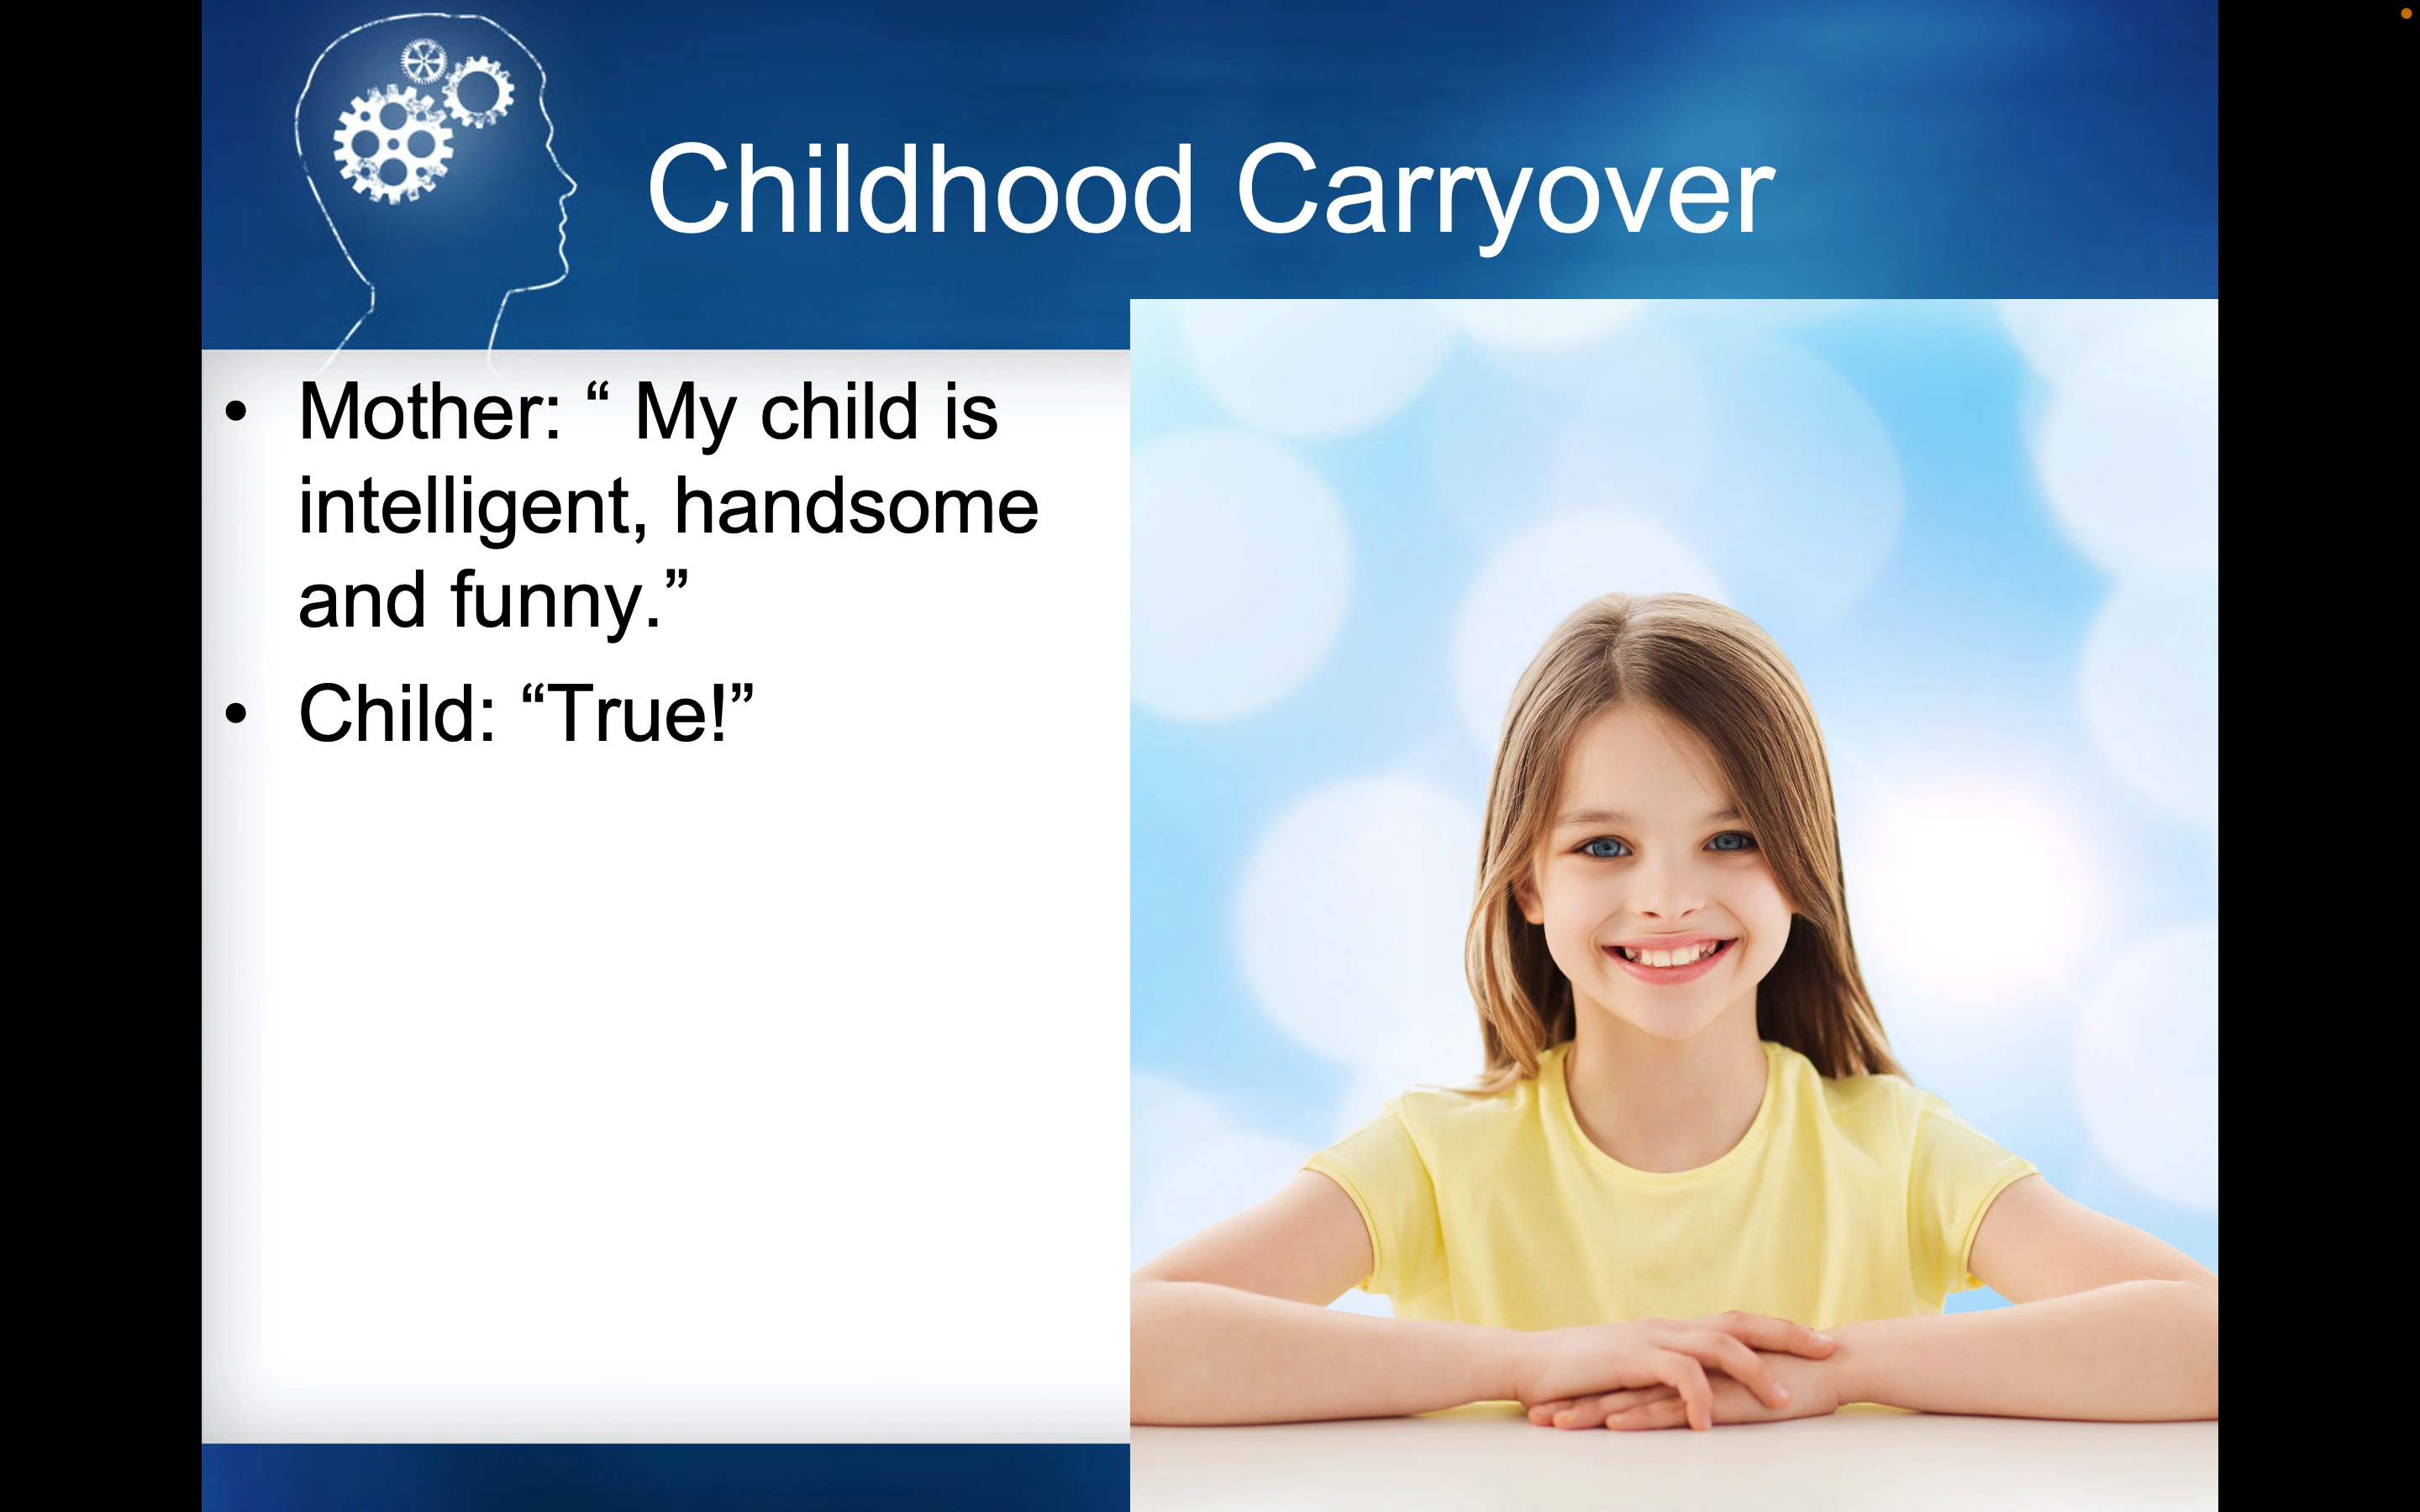 Childhood Carryover
• Mother: “ My child is
intelligent, handsome
and funny.”
• Child: “True!”